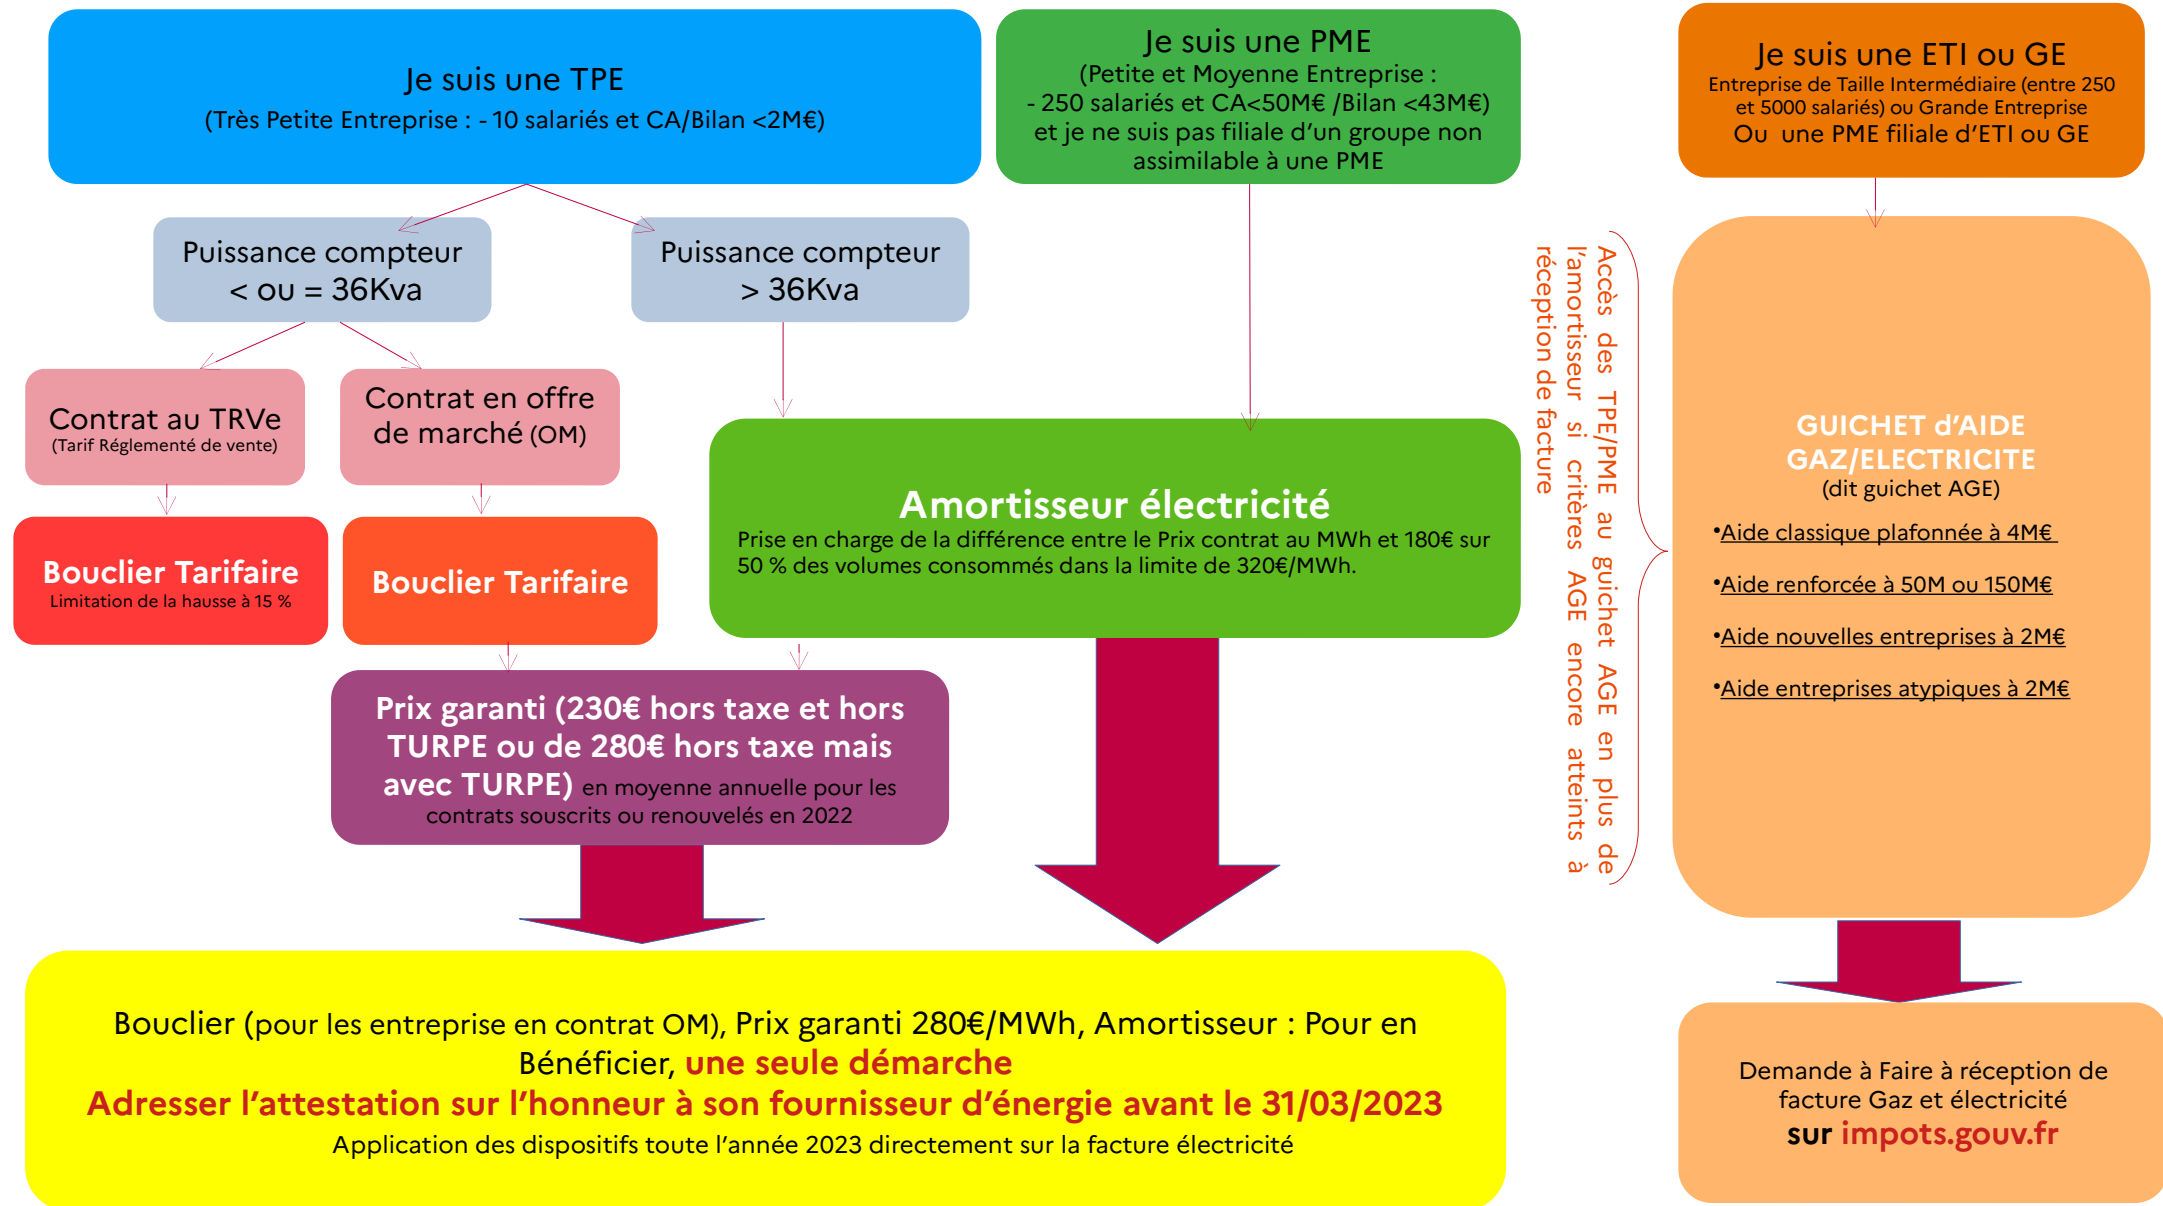 Je suis une TPE
(Très Petite Entreprise : - 10 salariés et CA/Bilan <2M€)
Je suis une PME
(Petite et Moyenne Entreprise :
- 250 salariés et CA<50M€ /Bilan <43M€)
et je ne suis pas filiale d'un groupe non
assimilable à une PME
Je suis une ETI ou GE
Entreprise de Taille Intermédiaire (entre 250
et 5000 salariés) ou Grande Entreprise
Ou une PME filiale d'ETI ou GE
Puissance compteur
< ou = 36Kva
Puissance compteur
> 36Kva
Contrat au TRVe
(Tarif Réglementé de vente)
Contrat en offre
de marché (OM)
Bouclier Tarifaire
Limitation de la hausse à 15 %
Bouclier Tarifaire
Amortisseur électricité
Prise en charge de la différence entre le Prix contrat au MWh et 180€ sur
50 % des volumes consommés dans la limite de 320€/MWh.
Accès des TPE/PME au guichet AGE en plus de
l'amortisseur si critères AGE encore atteints à
réception de facture
GUICHET d'AIDE
GAZ/ELECTRICITE
(dit guichet AGE)
•Aide classique plafonnée à 4M€
•Aide renforcée à 50M ou 150M€
•Aide nouvelles entreprises à 2M€
•Aide entreprises atypiques à 2M€
Prix garanti (230€ hors taxe et hors
TURPE ou de 280€ hors taxe mais
avec TURPE) en moyenne annuelle pour les
contrats souscrits ou renouvelés en 2022
Bouclier (pour les entreprise en contrat OM), Prix garanti 280€/MWh, Amortisseur : Pour en
Bénéficier, une seule démarche
Adresser l'attestation sur l'honneur à son fournisseur d'énergie avant le 31/03/2023
Application des dispositifs toute l'année 2023 directement sur la facture électricité
Demande à Faire à réception de
facture Gaz et électricité
sur impots.gouv.fr